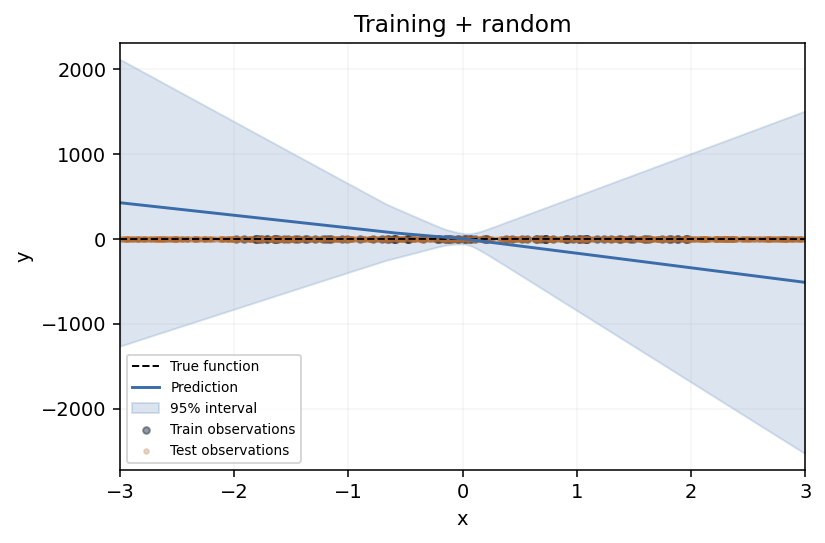 Training + random
2000
1000
0
−1000
−2000
y
True function
Prediction
95% interval
Train observations
Test observations
−3 −2 −1 0 1 2 3
x